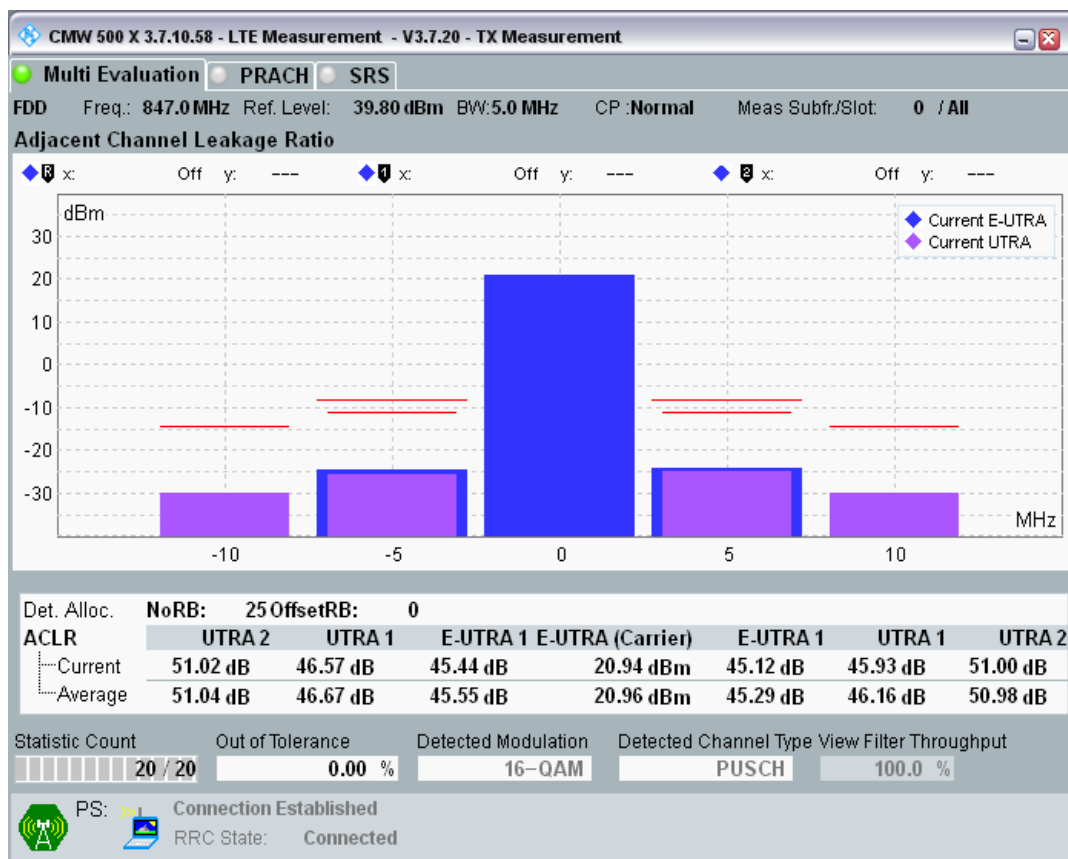 CMW 500 X 3.7.10.58 - LTE Measurement - V3.7.20 - TX Measurement
Multi Evaluation PRACH SRS
FDD Freq.: 847.0 MHz Ref. Level: 39.80 dBm BW:5.0 MHz CP :Normal Meas Subfr./Slot: 0 / All
Adjacent Channel Leakage Ratio
R x: Off y: --- 1 x: Off y: --- 2 x: Off y: ---
dBm
Current E-UTRA
Current UTRA
30
20
10
0
-10
-20
-30
MHz
-10 -5 0 5 10
Det. Alloc. NoRB: 25 OffsetRB: 0
ACLR UTRA 2 UTRA 1 E-UTRA 1 E-UTRA (Carrier) E-UTRA 1 UTRA 1 UTRA 2
Current 51.02 dB 46.57 dB 45.44 dB 20.94 dBm 45.12 dB 45.93 dB 51.00 dB
Average 51.04 dB 46.67 dB 45.55 dB 20.96 dBm 45.29 dB 46.16 dB 50.98 dB
Statistic Count Out of Tolerance Detected Modulation Detected Channel Type View Filter Throughput
20 / 20 0.00 % 16-QAM PUSCH 100.0 %
PS: Connection Established
RRC State: Connected